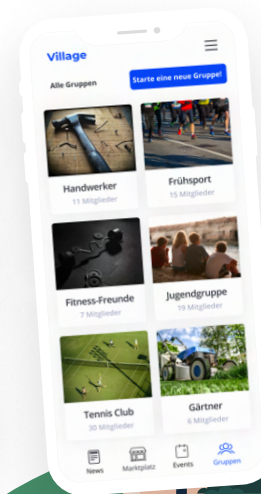 Village
Alle Gruppen
Starte eine neue Gruppe!
Handwerker
11 Mitglieder
Frühsport
15 Mitglieder
Fitness-Freunde
7 Mitglieder
Jugendgruppe
19 Mitglieder
Tennis Club
30 Mitglieder
Gärtner
6 Mitglieder
News
Marktplatz
Events
Gruppen